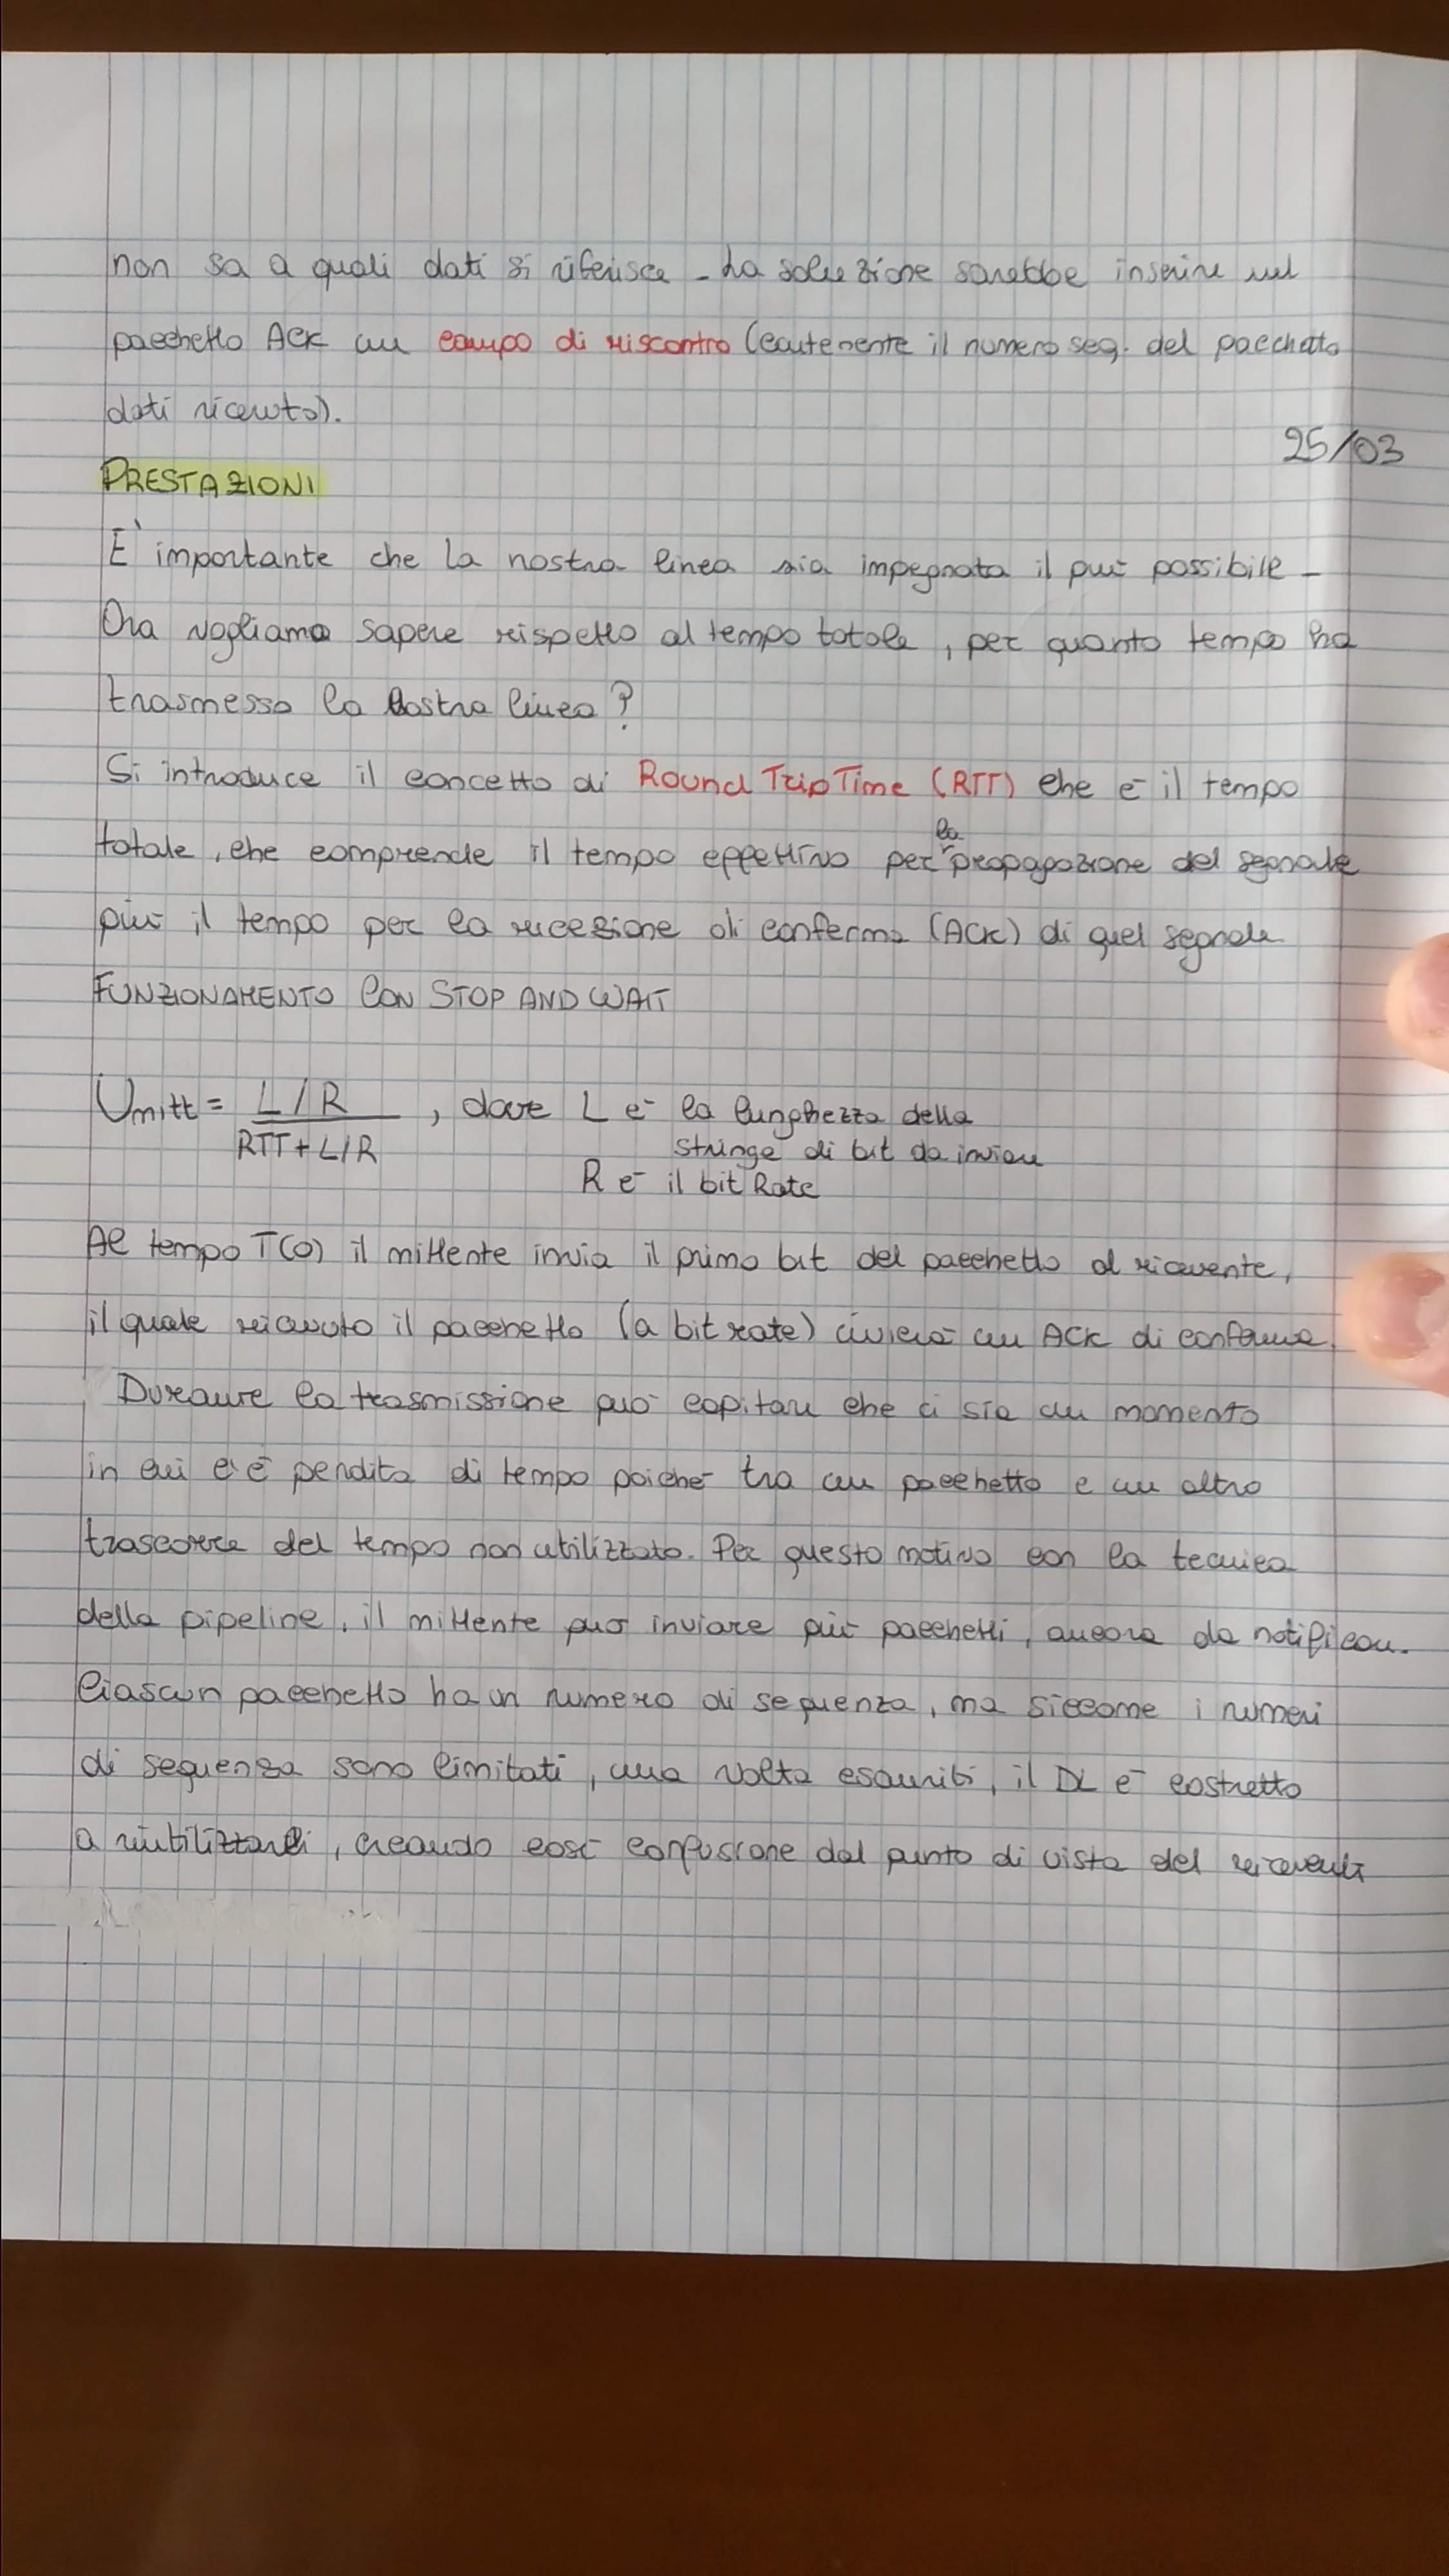 non sa a quali dati si riferisce - La soluzione sarebbe inserire nel
pacchetto ACK un campo di riscontro (contenente il numero seq. del pacchetto
dati ricevuto).
25/03
PRESTAZIONI
E' importante che la nostra linea sia impegnata il più possibile -
Ora vogliamo sapere rispetto al tempo totale, per quanto tempo ha
trasmesso la nostra linea?
Si introduce il concetto di Round Trip Time (RTT) che è il tempo
totale, che comprende il tempo effettivo per la propagazione del segnale
più il tempo per la ricezione di conferma (ACK) di quel segnale
FUNZIONAMENTO CON STOP AND WAIT
Umitt = L/R / RTT + L/R , dove L è la lunghezza della
stringe di bit da inviare
R è il bit Rate
Al tempo T(0) il mittente invia il primo bit del pacchetto al ricevente,
il quale ricevuto il pacchetto (a bit rate) invierà un ACK di conferma.
Durante la trasmissione può capitare che ci sia un momento
in cui c'è perdita di tempo poiché tra un pacchetto e un altro
trascorre del tempo non utilizzato. Per questo motivo con la tecnica
della pipeline, il mittente può inviare più pacchetti, ancora da notificare.
Ciascun pacchetto ha un numero di sequenza, ma siccome i numeri
di sequenza sono limitati, una volta esauriti, il DL è costretto
a riutilizzarli, creando così confusione dal punto di vista del ricevente